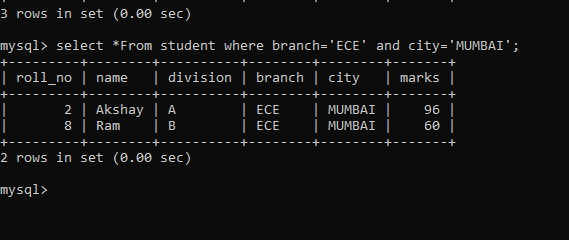 3 rows in set (0.00 sec)
mysql> select *From student where branch='ECE' and city='MUMBAI';
+---------+--------+----------+--------+--------+-------+
| roll_no | name   | division | branch | city   | marks |
+---------+--------+----------+--------+--------+-------+
|       2 | Akshay | A        | ECE    | MUMBAI |    96 |
|       8 | Ram    | B        | ECE    | MUMBAI |    60 |
+---------+--------+----------+--------+--------+-------+
2 rows in set (0.00 sec)
mysql>